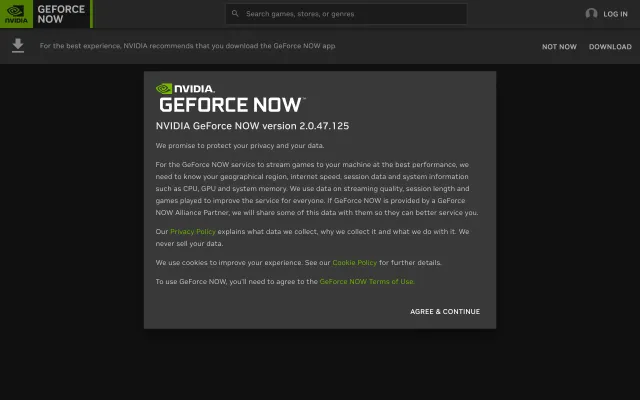 NVIDIA
GEFORCE
NOW
Search games, stores, or genres
LOG IN
For the best experience, NVIDIA recommends that you download the GeForce NOW app
NOT NOW
DOWNLOAD
NVIDIA.
GEFORCE NOW™
NVIDIA GeForce NOW version 2.0.47.125
We promise to protect your privacy and your data.
For the GeForce NOW service to stream games to your machine at the best performance, we
need to know your geographical region, internet speed, session data and system information
such as CPU, GPU and system memory. We use data on streaming quality, session length and
games played to improve the service for everyone. If GeForce NOW is provided by a GeForce
NOW Alliance Partner, we will share some of this data with them so they can better service you.
Our Privacy Policy explains what data we collect, why we collect it and what we do with it. We
never sell your data.
We use cookies to improve your experience. See our Cookie Policy for further details.
To use GeForce NOW, you'll need to agree to the GeForce NOW Terms of Use.
AGREE & CONTINUE